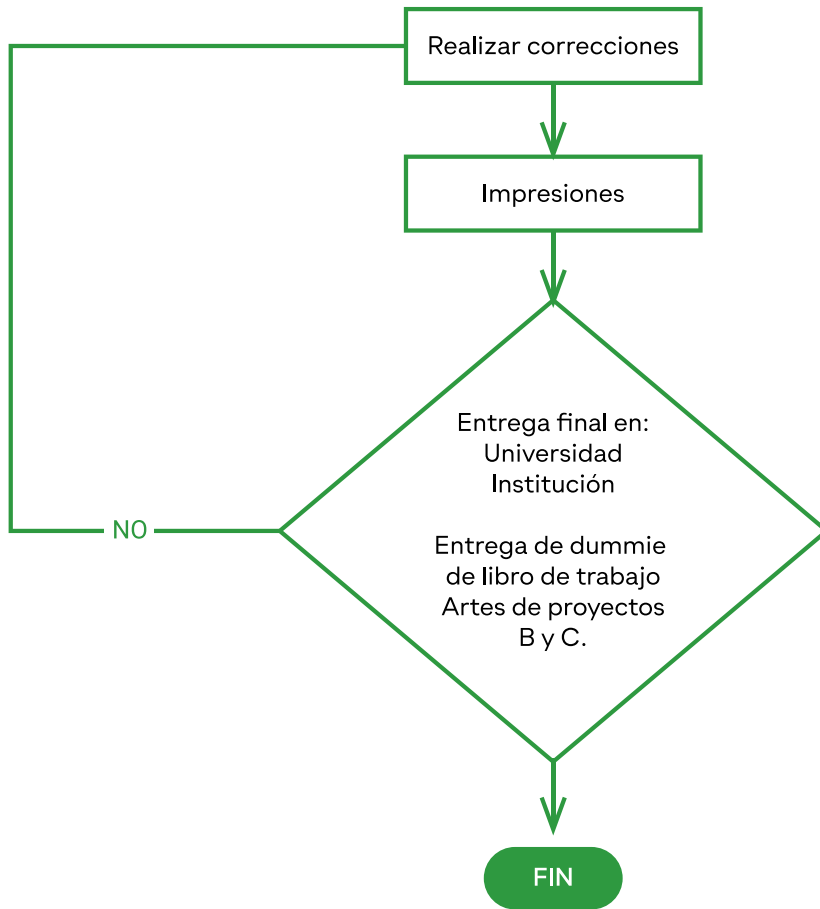 Realizar correcciones
Impresiones
Entrega final en:
Universidad
Institución
NO
Entrega de dummie
de libro de trabajo
Artes de proyectos
B y C.
FIN